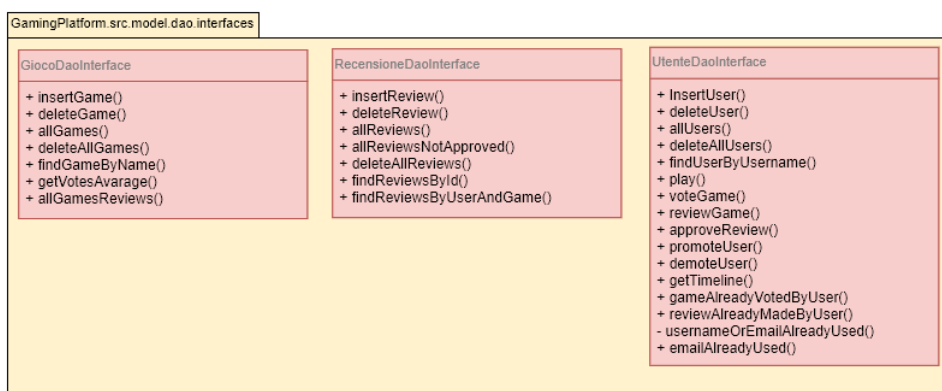 GamingPlatform.src.model.dao.interfaces
GiocoDaoInterface
+ insertGame()
+ deleteGame()
+ allGames()
+ deleteAllGames()
+ findGameByName()
+ getVotesAvarage()
+ allGamesReviews()
RecensioneDaoInterface
+ insertReview()
+ deleteReview()
+ allReviews()
+ allReviewsNotApproved()
+ deleteAllReviews()
+ findReviewsById()
+ findReviewsByUserAndGame()
UtenteDaoInterface
+ InsertUser()
+ deleteUser()
+ allUsers()
+ deleteAllUsers()
+ findUserByUsername()
+ play()
+ voteGame()
+ reviewGame()
+ approveReview()
+ promoteUser()
+ demoteUser()
+ getTimeline()
+ gameAlreadyVotedByUser()
+ reviewAlreadyMadeByUser()
- usernameOrEmailAlreadyUsed()
+ emailAlreadyUsed()